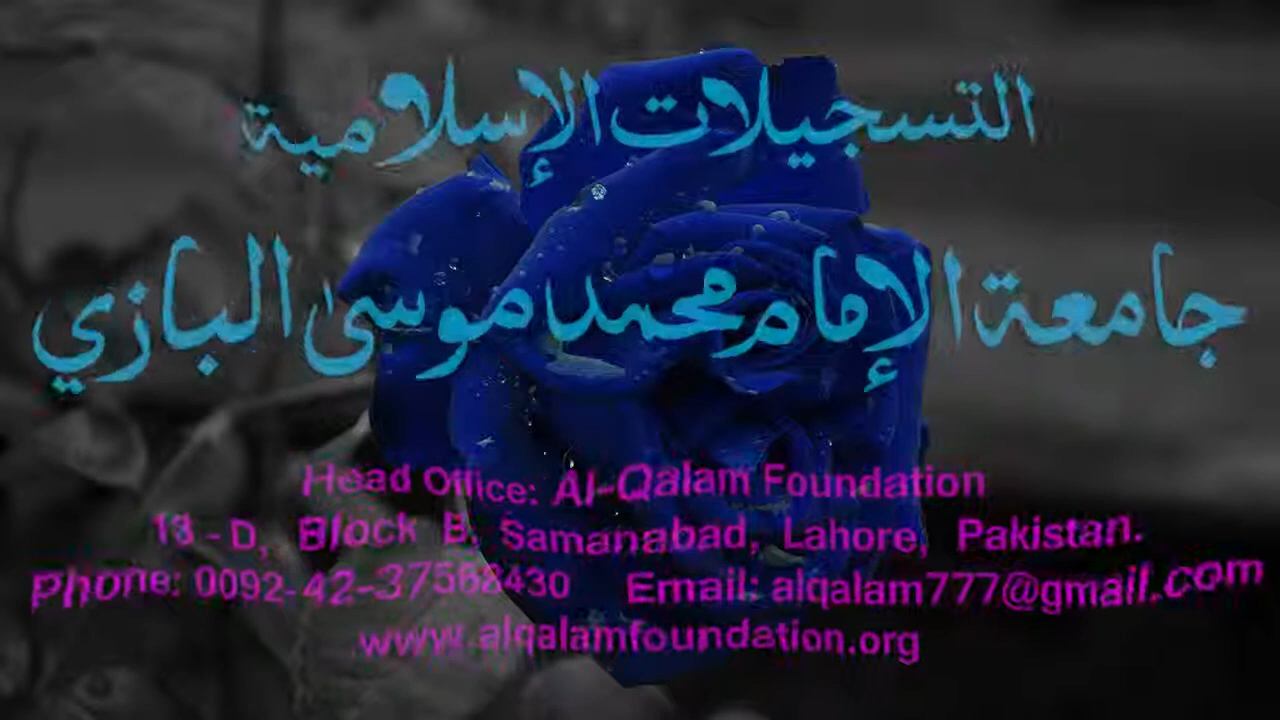 التسجيلات الإسلامية
جامعة الإمام محمد موسى البازي
Head Office: Al-Qalam Foundation
13 - D, Block B, Samanabad, Lahore, Pakistan.
Phone: 0092-42-37568430 Email: alqalam777@gmail.com
www.alqalamfoundation.org